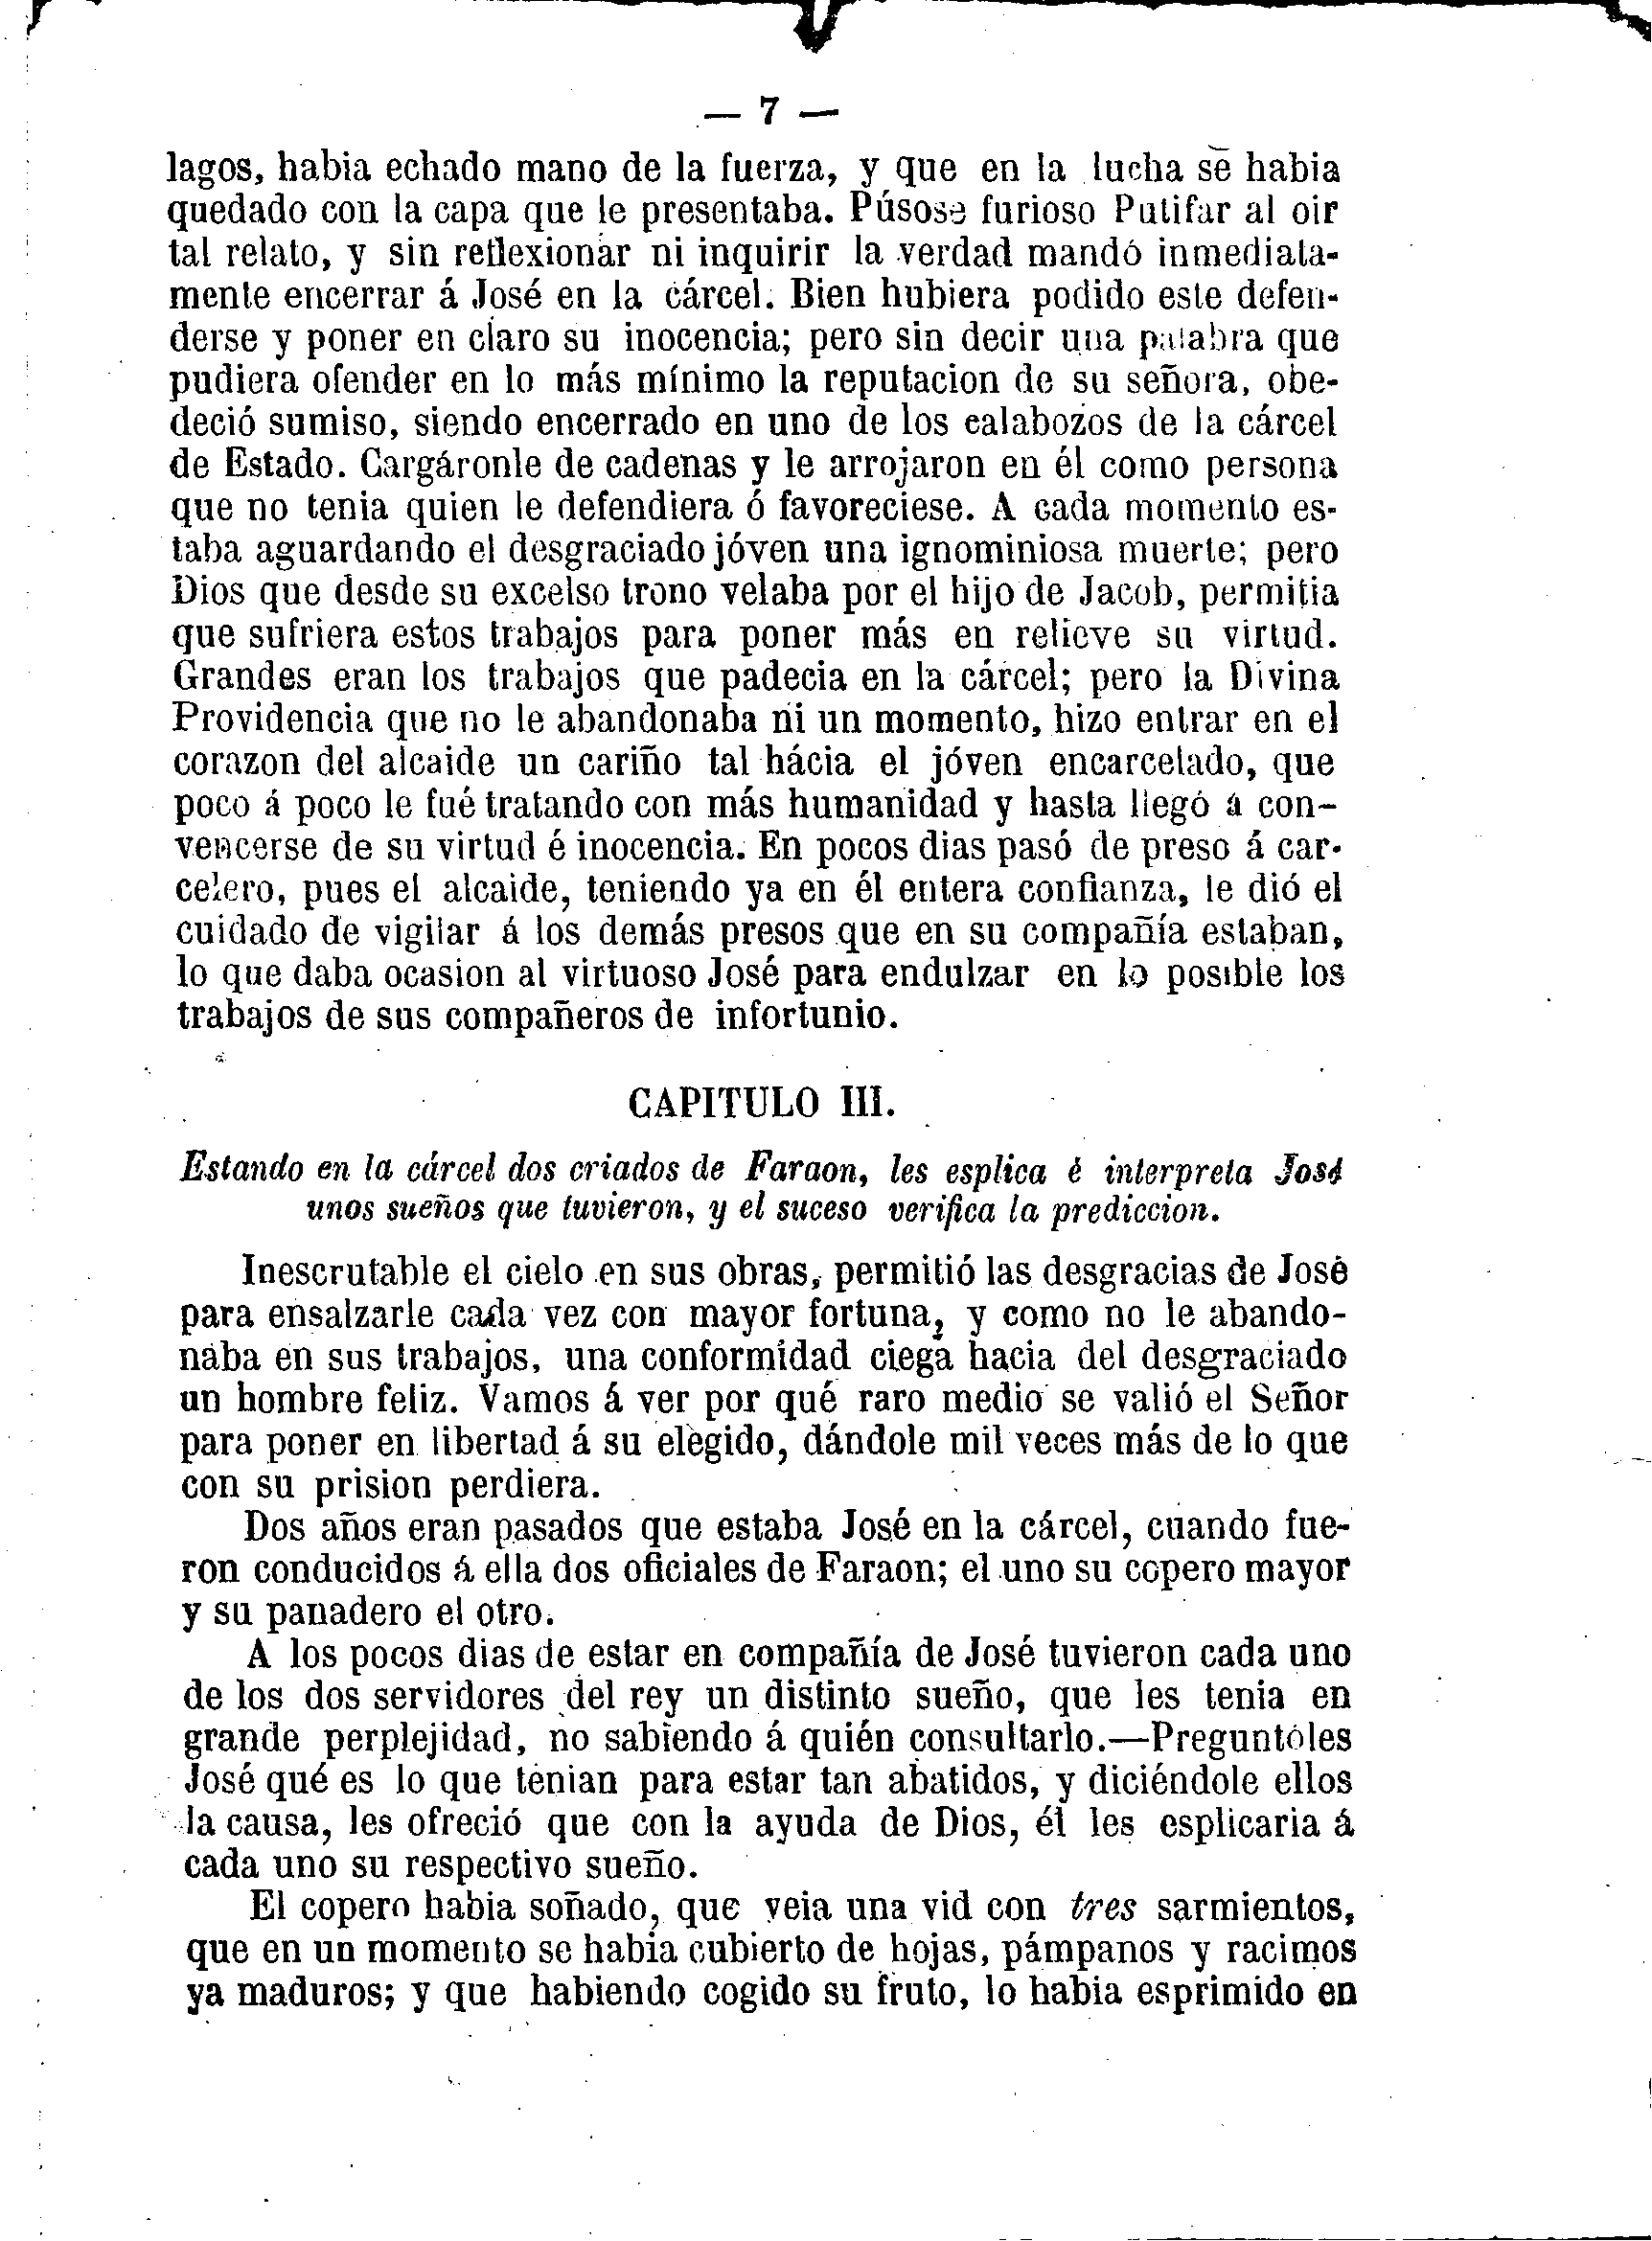 — 7 —
lagos, habia echado mano de la fuerza, y que en la lucha se habia
quedado con la capa que le presentaba. Púsose furioso Putifar al oir
tal relato, y sin reflexionar ni inquirir la verdad mandó inmediata-
mente encerrar á José en la cárcel. Bien hubiera podido este defen-
derse y poner en claro su inocencia; pero sin decir una palabra que
pudiera ofender en lo más mínimo la reputacion de su señora, obe-
deció sumiso, siendo encerrado en uno de los calabozos de la cárcel
de Estado. Cargáronle de cadenas y le arrojaron en él como persona
que no tenia quien le defendiera ó favoreciese. A cada momento es-
taba aguardando el desgraciado jóven una ignominiosa muerte; pero
Dios que desde su excelso trono velaba por el hijo de Jacob, permitia
que sufriera estos trabajos para poner más en relieve su virtud.
Grandes eran los trabajos que padecia en la cárcel; pero la Divina
Providencia que no le abandonaba ni un momento, hizo entrar en el
corazon del alcaide un cariño tal hácia el jóven encarcelado, que
poco á poco le fué tratando con más humanidad y hasta llegó á con-
vencerse de su virtud é inocencia. En pocos dias pasó de preso á car-
celero, pues el alcaide, teniendo ya en él entera confianza, le dió el
cuidado de vigilar á los demás presos que en su compañía estaban,
lo que daba ocasion al virtuoso José para endulzar en lo posible los
trabajos de sus compañeros de infortunio.
CAPITULO III.
Estando en la cárcel dos criados de Faraon, les esplica é interpreta José
unos sueños que tuvieron, y el suceso verifica la prediccion.
Inescrutable el cielo en sus obras, permitió las desgracias de José
para ensalzarle cada vez con mayor fortuna, y como no le abando-
naba en sus trabajos, una conformidad ciega hacia del desgraciado
un hombre feliz. Vamos á ver por qué raro medio se valió el Señor
para poner en libertad á su elegido, dándole mil veces más de lo que
con su prision perdiera.
Dos años eran pasados que estaba José en la cárcel, cuando fue-
ron conducidos á ella dos oficiales de Faraon; el uno su copero mayor
y su panadero el otro.
A los pocos dias de estar en compañía de José tuvieron cada uno
de los dos servidores del rey un distinto sueño, que les tenia en
grande perplejidad, no sabiendo á quién consultarlo.—Preguntóles
José qué es lo que tenian para estar tan abatidos, y diciéndole ellos
la causa, les ofreció que con la ayuda de Dios, él les esplicaria á
cada uno su respectivo sueño.
El copero habia soñado, que veia una vid con tres sarmientos,
que en un momento se habia cubierto de hojas, pámpanos y racimos
ya maduros; y que habiendo cogido su fruto, lo habia esprimido en